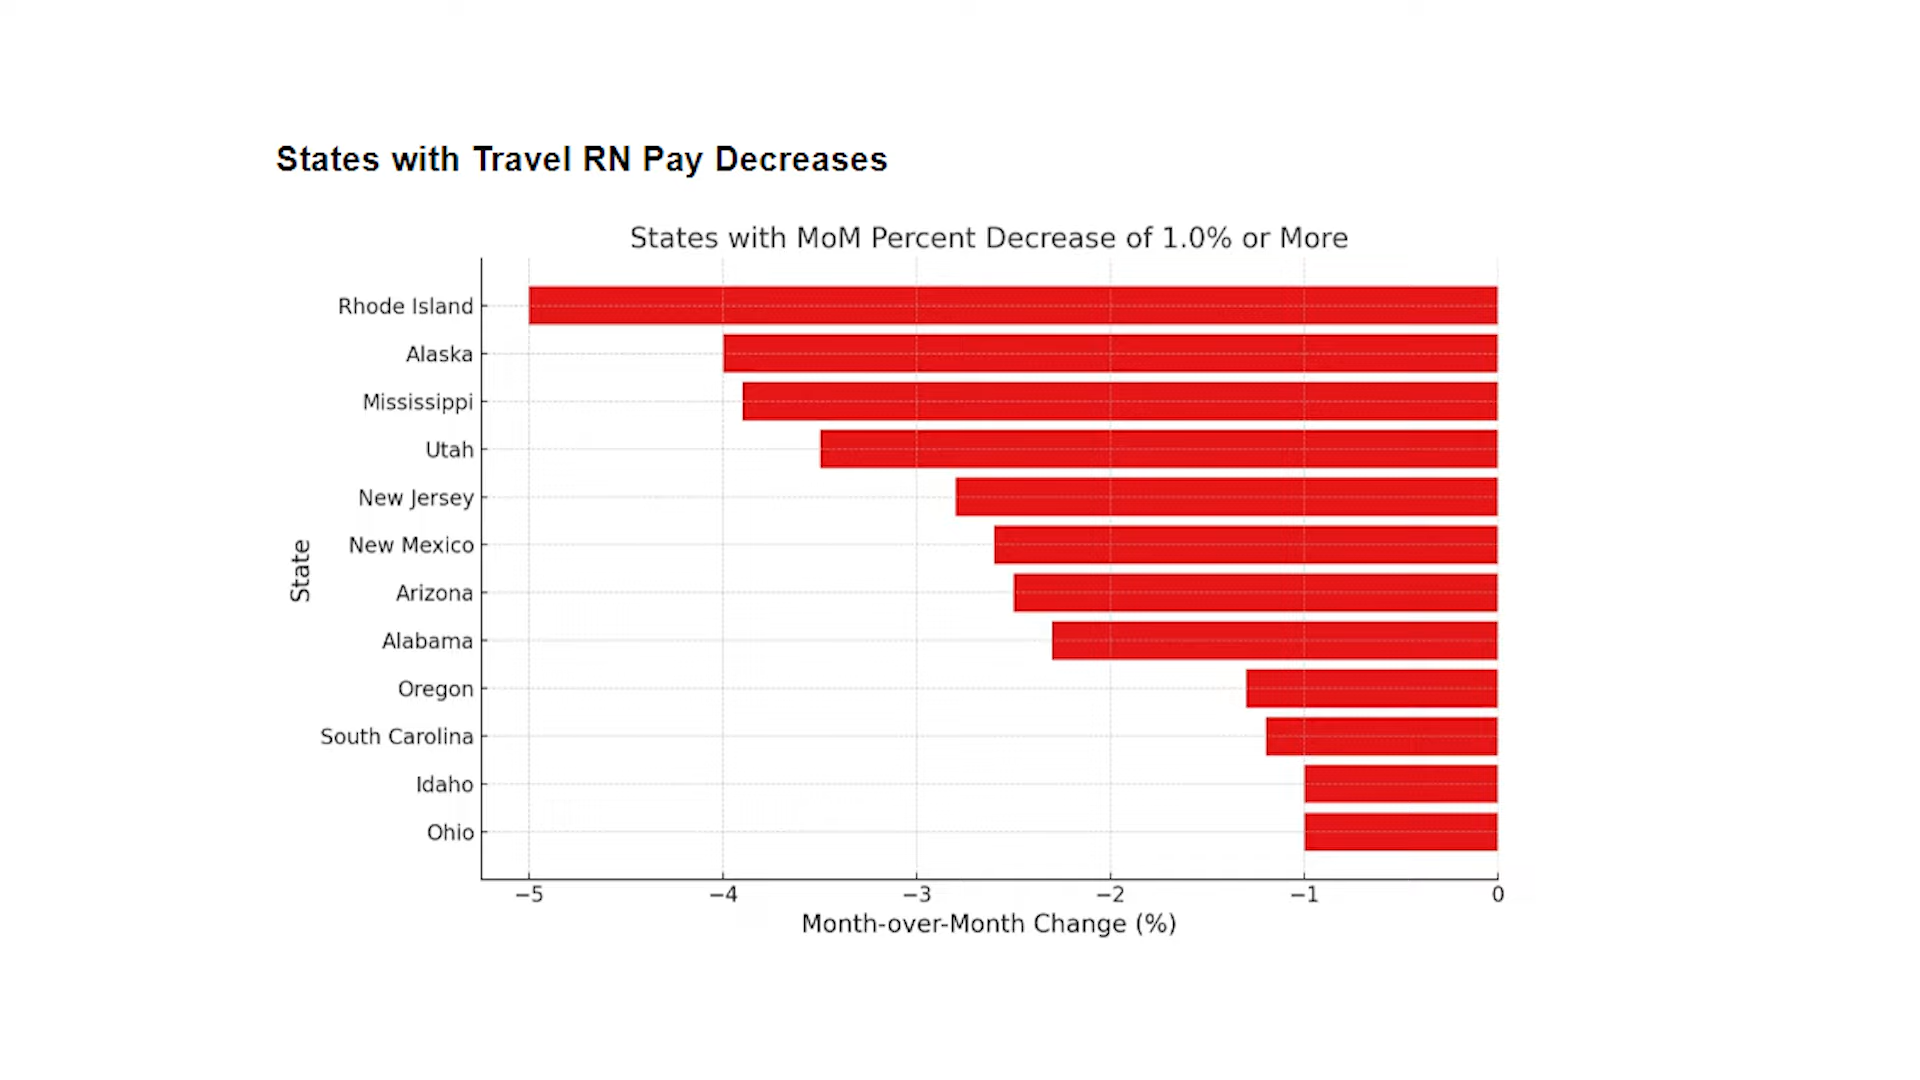 States with Travel RN Pay Decreases
States with MoM Percent Decrease of 1.0% or More
Rhode Island
Alaska
Mississippi
Utah
New Jersey
New Mexico
Arizona
Alabama
Oregon
South Carolina
Idaho
Ohio
State
−5 −4 −3 −2 −1 0
Month-over-Month Change (%)